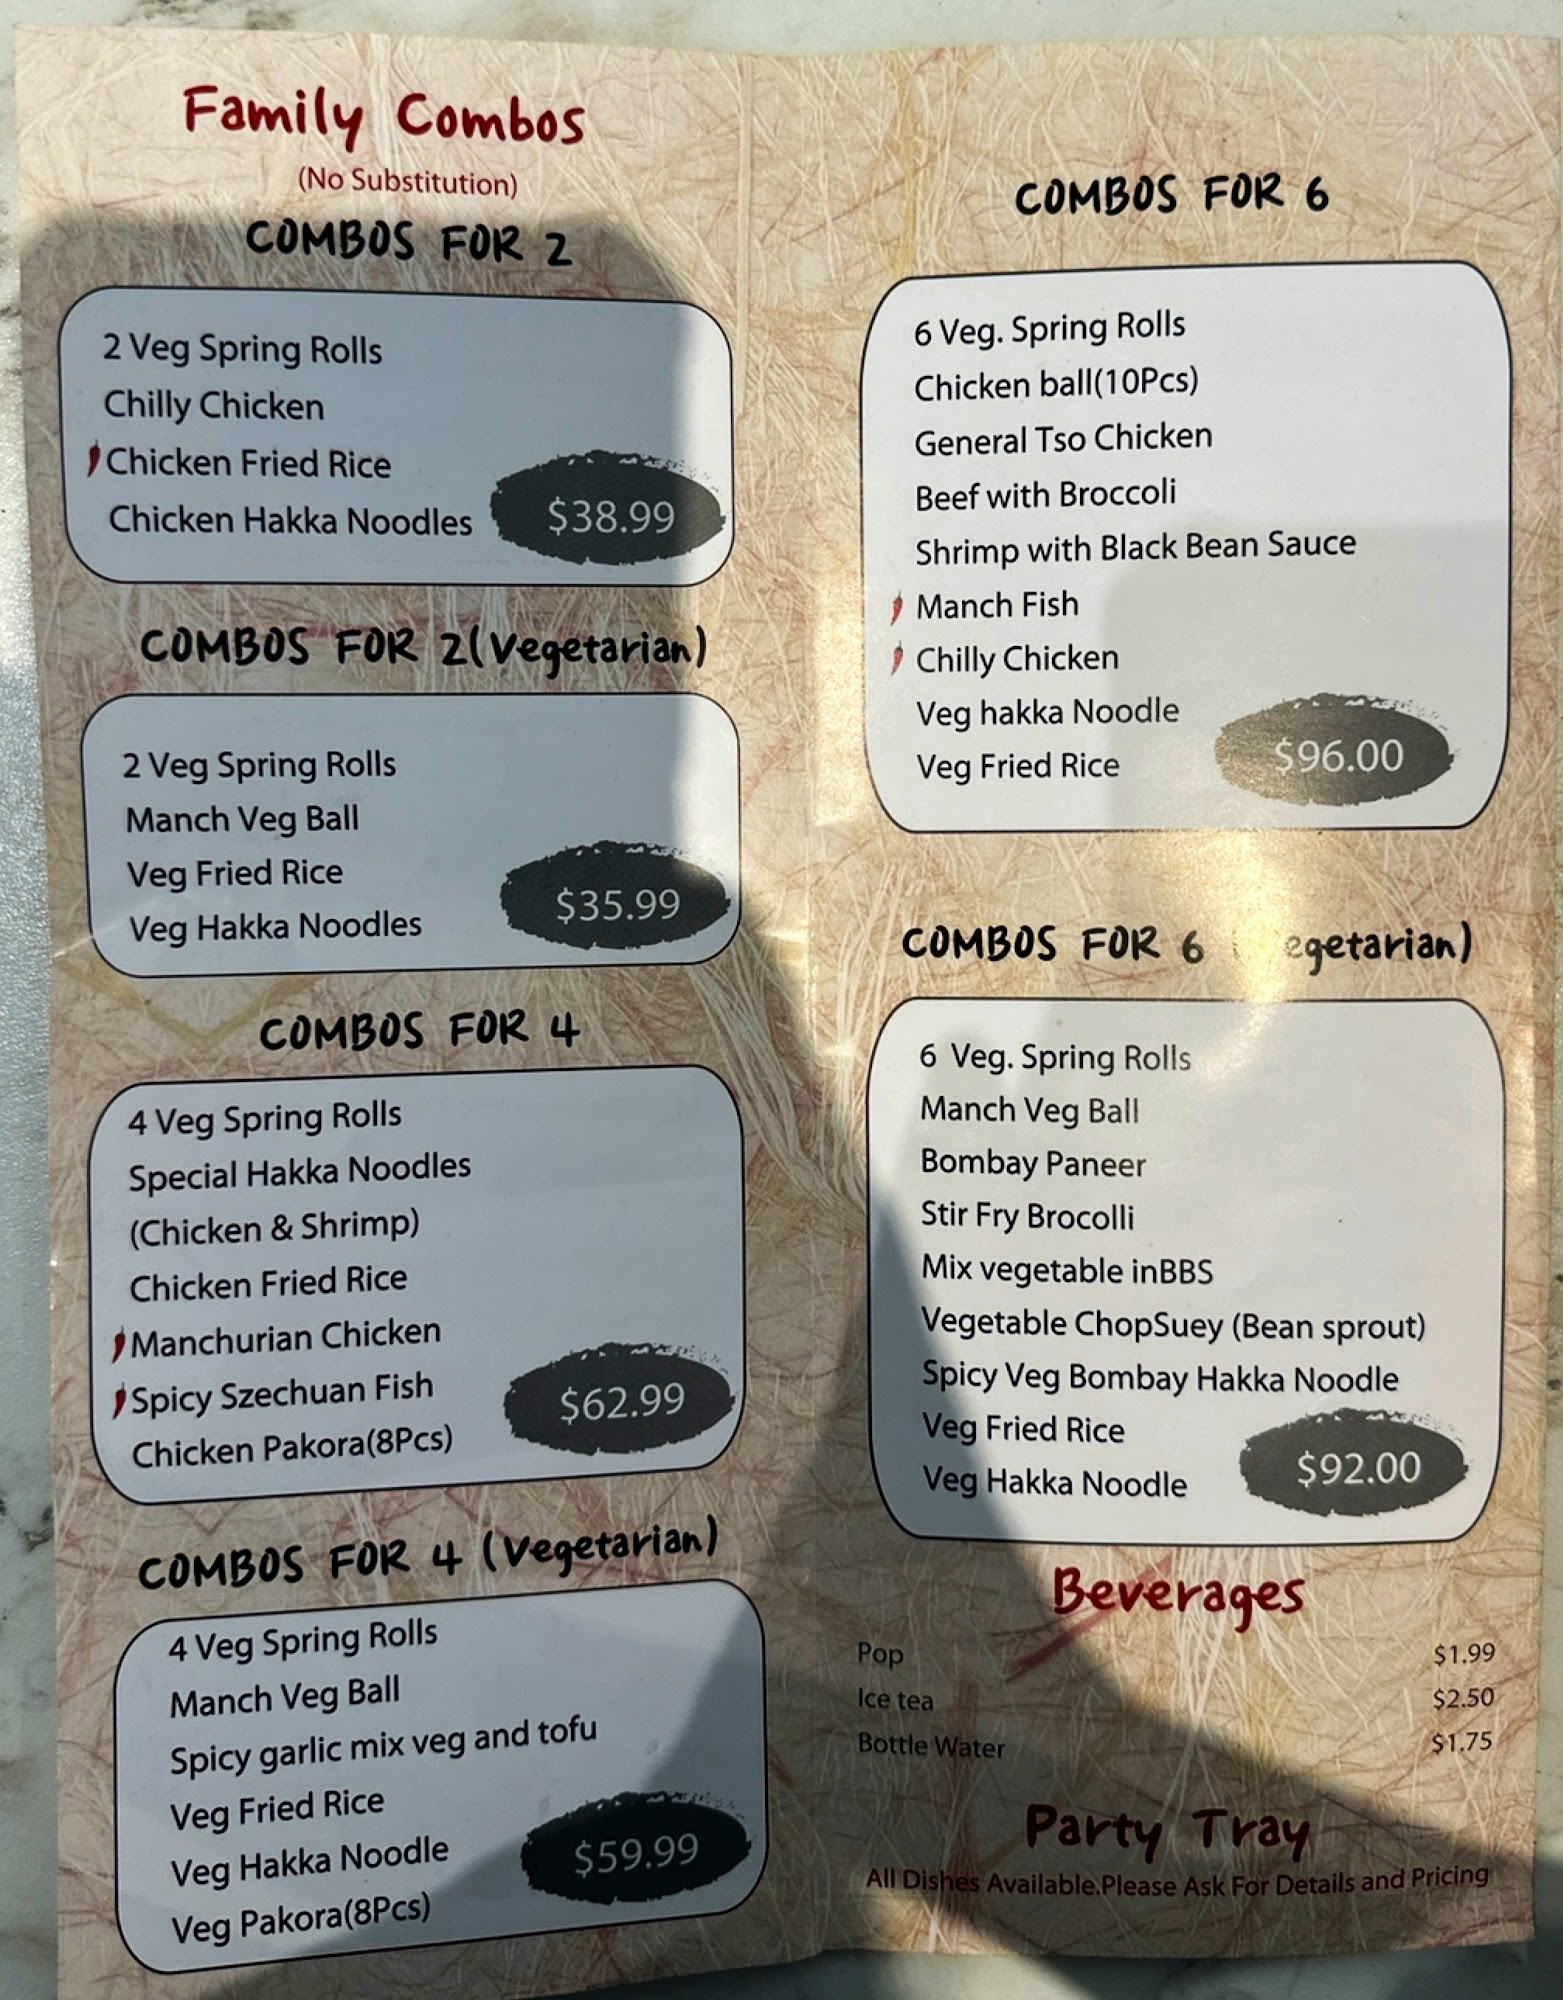 Family Combos
(No Substitution)
COMBOS FOR 2
2 Veg Spring Rolls
Chilly Chicken
Chicken Fried Rice
Chicken Hakka Noodles
$38.99
COMBOS FOR 2(Vegetarian)
2 Veg Spring Rolls
Manch Veg Ball
Veg Fried Rice
Veg Hakka Noodles
$35.99
COMBOS FOR 4
4 Veg Spring Rolls
Special Hakka Noodles
(Chicken & Shrimp)
Chicken Fried Rice
Manchurian Chicken
Spicy Szechuan Fish
Chicken Pakora(8Pcs)
$62.99
COMBOS FOR 4 (Vegetarian)
4 Veg Spring Rolls
Manch Veg Ball
Spicy garlic mix veg and tofu
Veg Fried Rice
Veg Hakka Noodle
Veg Pakora(8Pcs)
$59.99
COMBOS FOR 6
6 Veg. Spring Rolls
Chicken ball(10Pcs)
General Tso Chicken
Beef with Broccoli
Shrimp with Black Bean Sauce
Manch Fish
Chilly Chicken
Veg hakka Noodle
Veg Fried Rice
$96.00
COMBOS FOR 6 (Vegetarian)
6 Veg. Spring Rolls
Manch Veg Ball
Bombay Paneer
Stir Fry Brocolli
Mix vegetable inBBS
Vegetable ChopSuey (Bean sprout)
Spicy Veg Bombay Hakka Noodle
Veg Fried Rice
Veg Hakka Noodle
$92.00
Beverages
Pop $1.99
Ice tea $2.50
Bottle Water $1.75
Party Tray
All Dishes Available.Please Ask For Details and Pricing